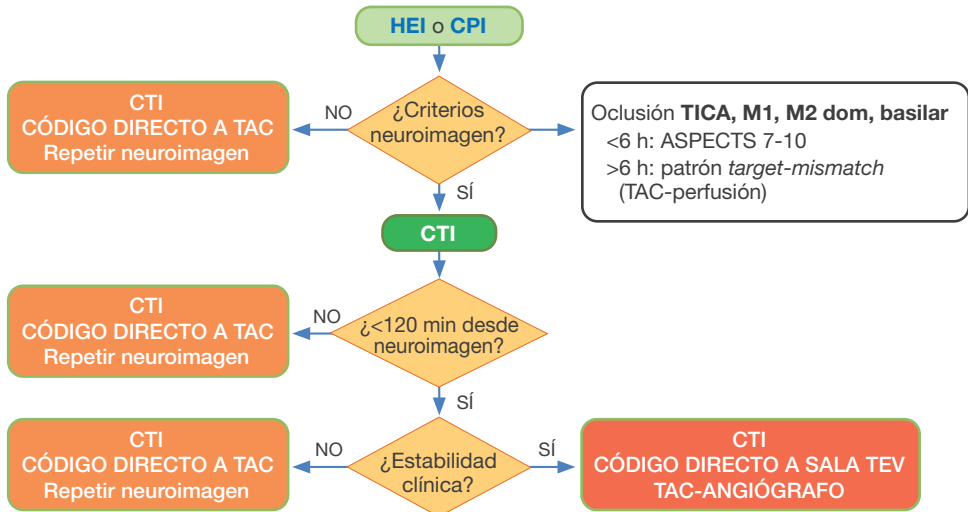 HEI o CPI
¿Criterios
neuroimagen?
NO
CTI
CÓDIGO DIRECTO A TAC
Repetir neuroimagen
Oclusión TICA, M1, M2 dom, basilar
<6 h: ASPECTS 7-10
>6 h: patrón target-mismatch
(TAC-perfusión)
SÍ
CTI
¿<120 min desde
neuroimagen?
NO
CTI
CÓDIGO DIRECTO A TAC
Repetir neuroimagen
SÍ
¿Estabilidad
clínica?
NO
CTI
CÓDIGO DIRECTO A TAC
Repetir neuroimagen
SÍ
CTI
CÓDIGO DIRECTO A SALA TEV
TAC-ANGIÓGRAFO